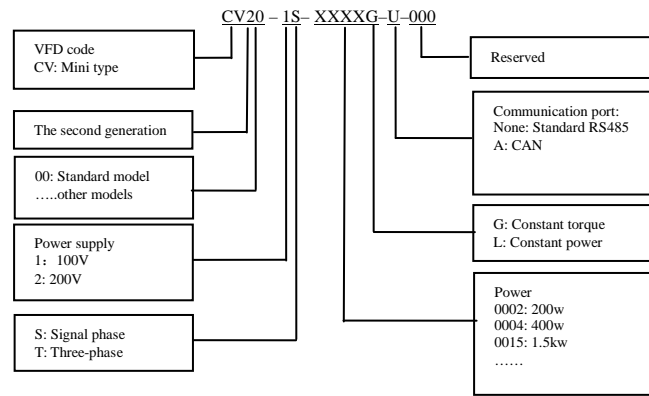 CV20 – 1S– XXXXG–U–000
VFD code
CV: Mini type
The second generation
00: Standard model
…..other models
Power supply
1：100V
2: 200V
S: Signal phase
T: Three-phase
Reserved
Communication port:
None: Standard RS485
A: CAN
G: Constant torque
L: Constant power
Power
0002: 200w
0004: 400w
0015: 1.5kw
……